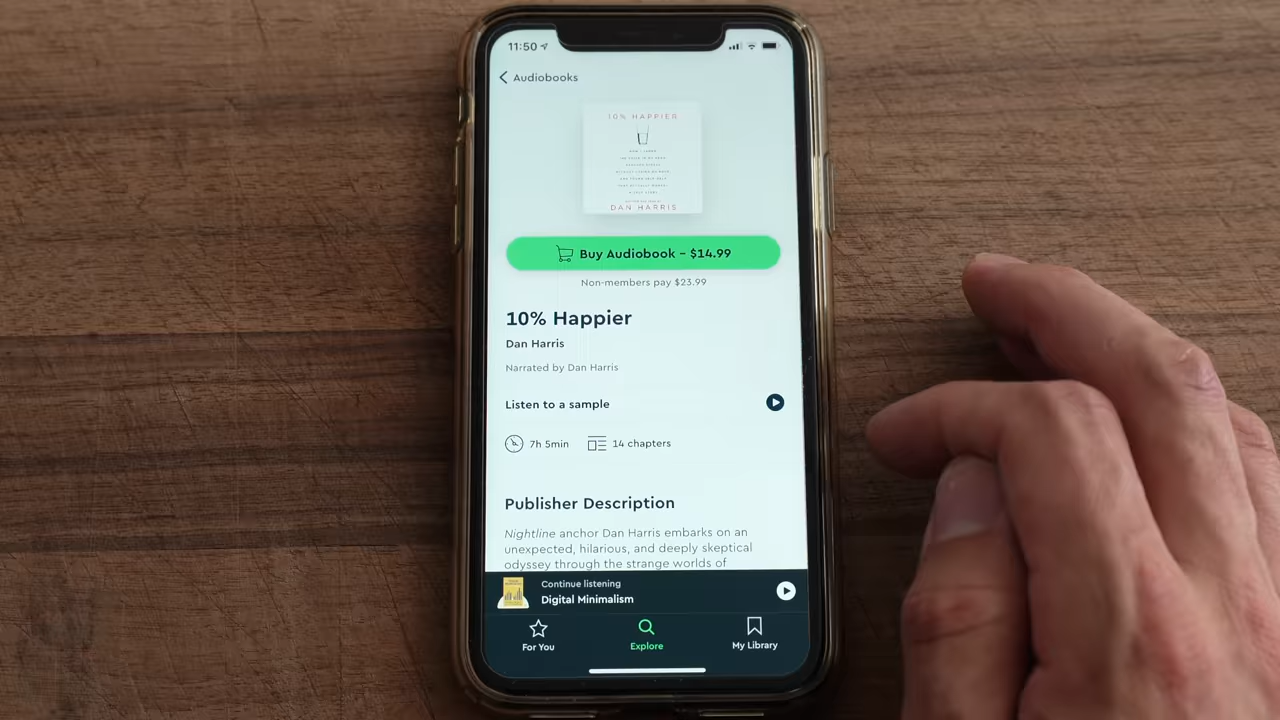 11:50
Audiobooks
10% HAPPIER
DAN HARRIS
Buy Audiobook – $14.99
Non-members pay $23.99
10% Happier
Dan Harris
Narrated by Dan Harris
Listen to a sample
7h 5min 14 chapters
Publisher Description
Nightline anchor Dan Harris embarks on an
unexpected, hilarious, and deeply skeptical
odyssey through the strange worlds of
Continue listening
Digital Minimalism
For You Explore My Library